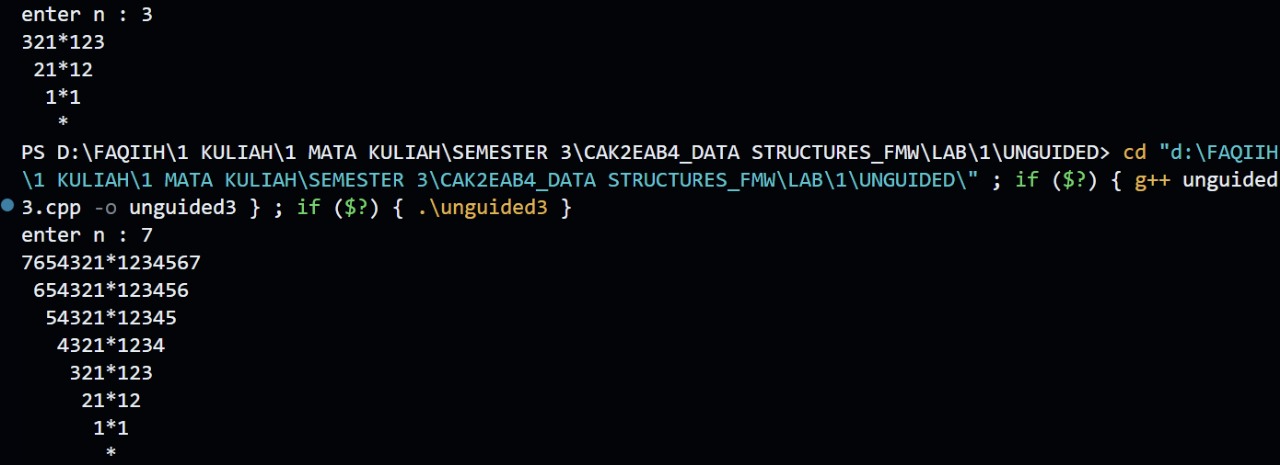 enter n : 3
321*123
 21*12
  1*1
   *
PS D:\FAQIIH\1 KULIAH\1 MATA KULIAH\SEMESTER 3\CAK2EAB4_DATA STRUCTURES_FMW\LAB\1\UNGUIDED> cd "d:\FAQIIH
\1 KULIAH\1 MATA KULIAH\SEMESTER 3\CAK2EAB4_DATA STRUCTURES_FMW\LAB\1\UNGUIDED\" ; if ($?) { g++ unguided
3.cpp -o unguided3 } ; if ($?) { .\unguided3 }
enter n : 7
7654321*1234567
 654321*123456
  54321*12345
   4321*1234
    321*123
     21*12
      1*1
       *